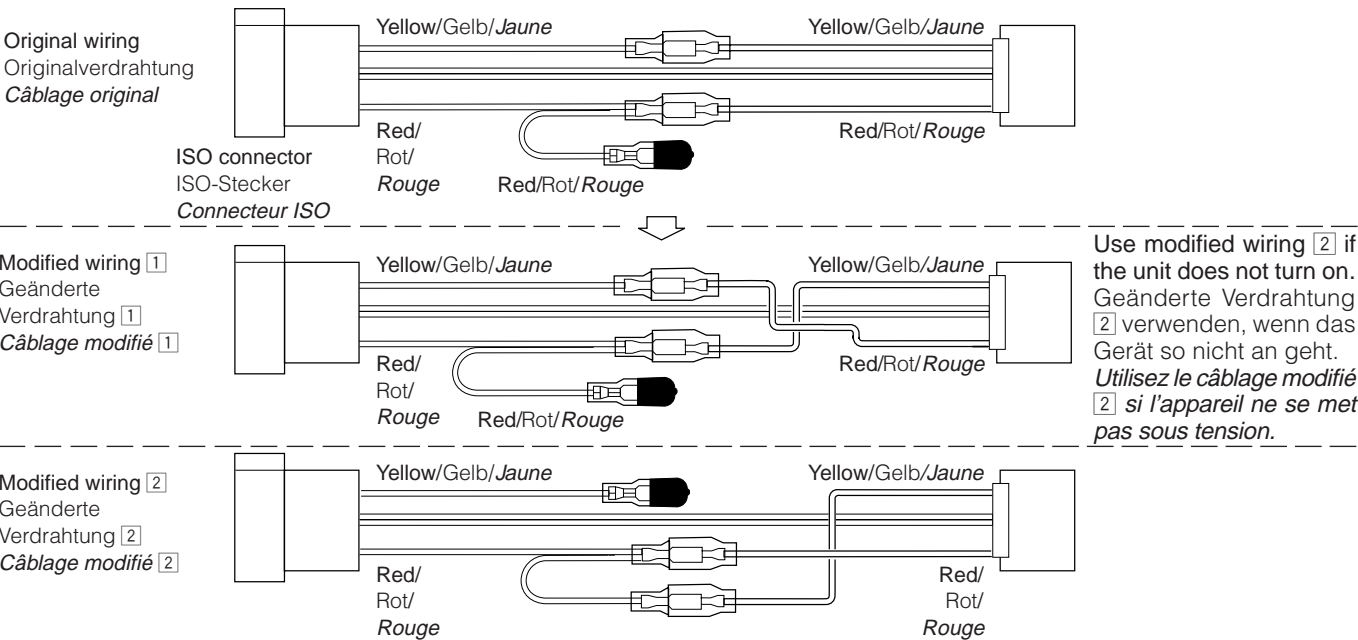 Original wiring
Originalverdrahtung
Câblage original
Yellow/Gelb/Jaune
Yellow/Gelb/Jaune
Red/
Rot/
Rouge
Red/Rot/Rouge
Red/Rot/Rouge
ISO connector
ISO-Stecker
Connecteur ISO
Modified wiring 1
Geänderte
Verdrahtung 1
Câblage modifié 1
Yellow/Gelb/Jaune
Yellow/Gelb/Jaune
Red/
Rot/
Rouge
Red/Rot/Rouge
Red/Rot/Rouge
Use modified wiring 2 if
the unit does not turn on.
Geänderte Verdrahtung
2 verwenden, wenn das
Gerät so nicht an geht.
Utilisez le câblage modifié
2 si l'appareil ne se met
pas sous tension.
Modified wiring 2
Geänderte
Verdrahtung 2
Câblage modifié 2
Yellow/Gelb/Jaune
Yellow/Gelb/Jaune
Red/
Rot/
Rouge
Red/
Rot/
Rouge